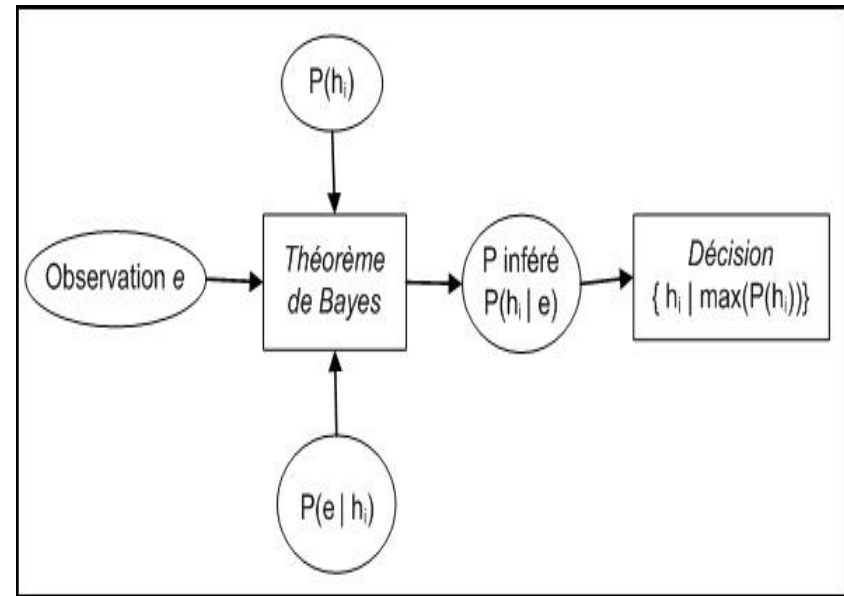 P(hᵢ)
Observation e
Théorème
de Bayes
P inféré
P(hᵢ | e)
Décision
{ hᵢ | max(P(hᵢ))}
P(e | hᵢ)